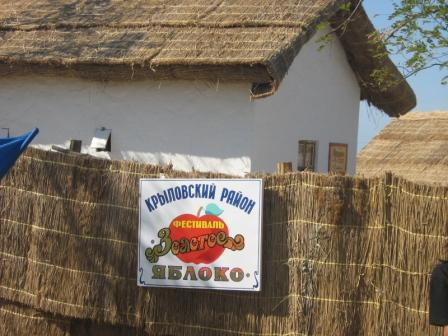 КРЫЛОВСКИЙ РАЙОН
ФЕСТИВАЛЬ
Золотое
ЯБЛОКО